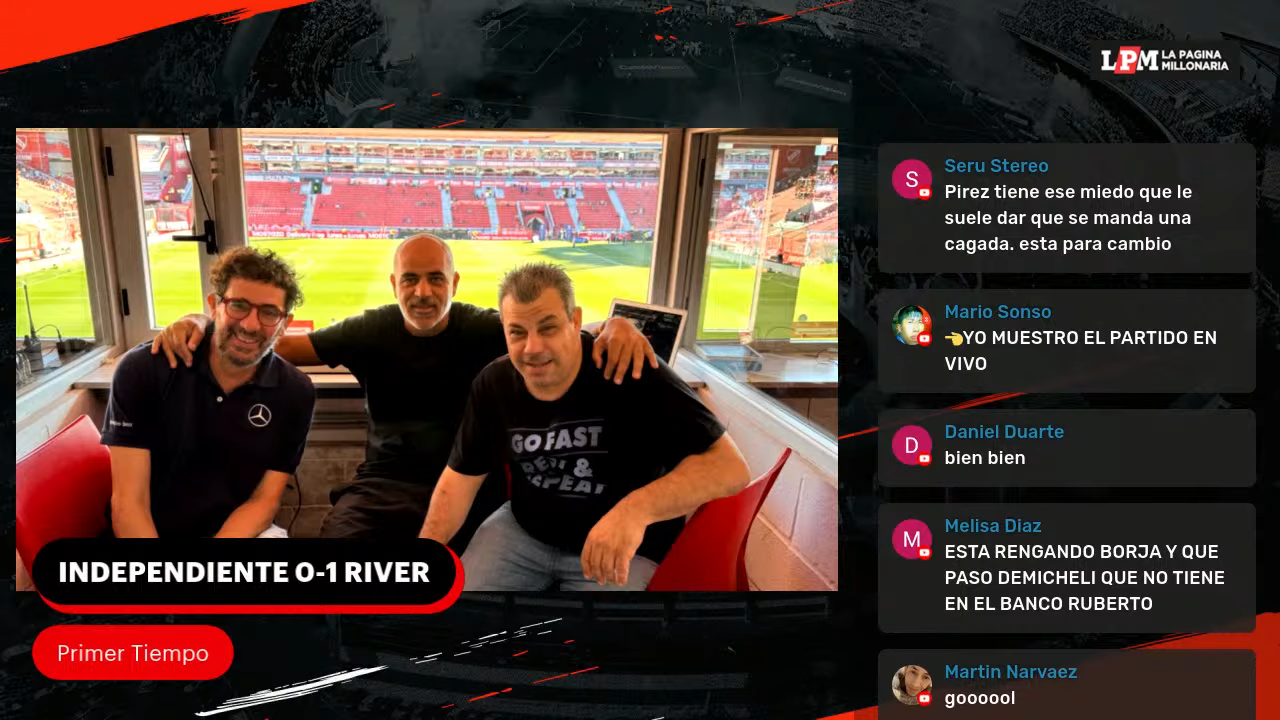 LPM LA PAGINA
MILLONARIA
Seru Stereo
Pirez tiene ese miedo que le
suele dar que se manda una
cagada. esta para cambio
Mario Sonso
👈YO MUESTRO EL PARTIDO EN
VIVO
Daniel Duarte
bien bien
Melisa Diaz
ESTA RENGANDO BORJA Y QUE
PASO DEMICHELI QUE NO TIENE
EN EL BANCO RUBERTO
Martin Narvaez
goooool
GO FAST
&
INDEPENDIENTE 0-1 RIVER
Primer Tiempo
S
D
M